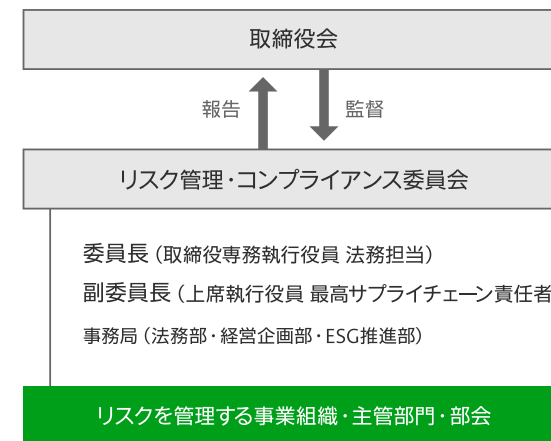 取締役会
報告 監督
リスク管理・コンプライアンス委員会
委員長（取締役専務執行役員 法務担当）
副委員長（上席執行役員 最高サプライチェーン責任者
事務局（法務部・経営企画部・ESG推進部）
リスクを管理する事業組織・主管部門・部会